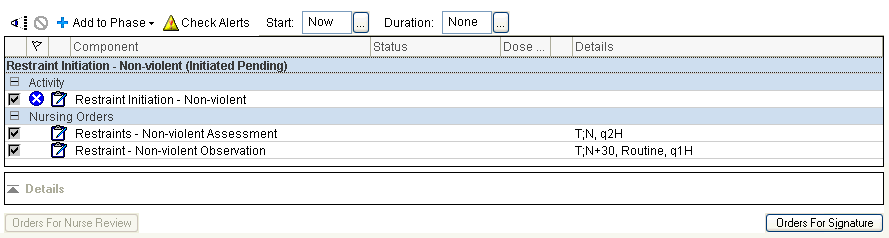 Add to Phase Check Alerts Start: Now ... Duration: None ...
Component Status Dose ... Details
Restraint Initiation - Non-violent (Initiated Pending)
Activity
Restraint Initiation - Non-violent
Nursing Orders
Restraints - Non-violent Assessment T;N, q2H
Restraint - Non-violent Observation T;N+30, Routine, q1H
Details
Orders For Nurse Review Orders For Signature